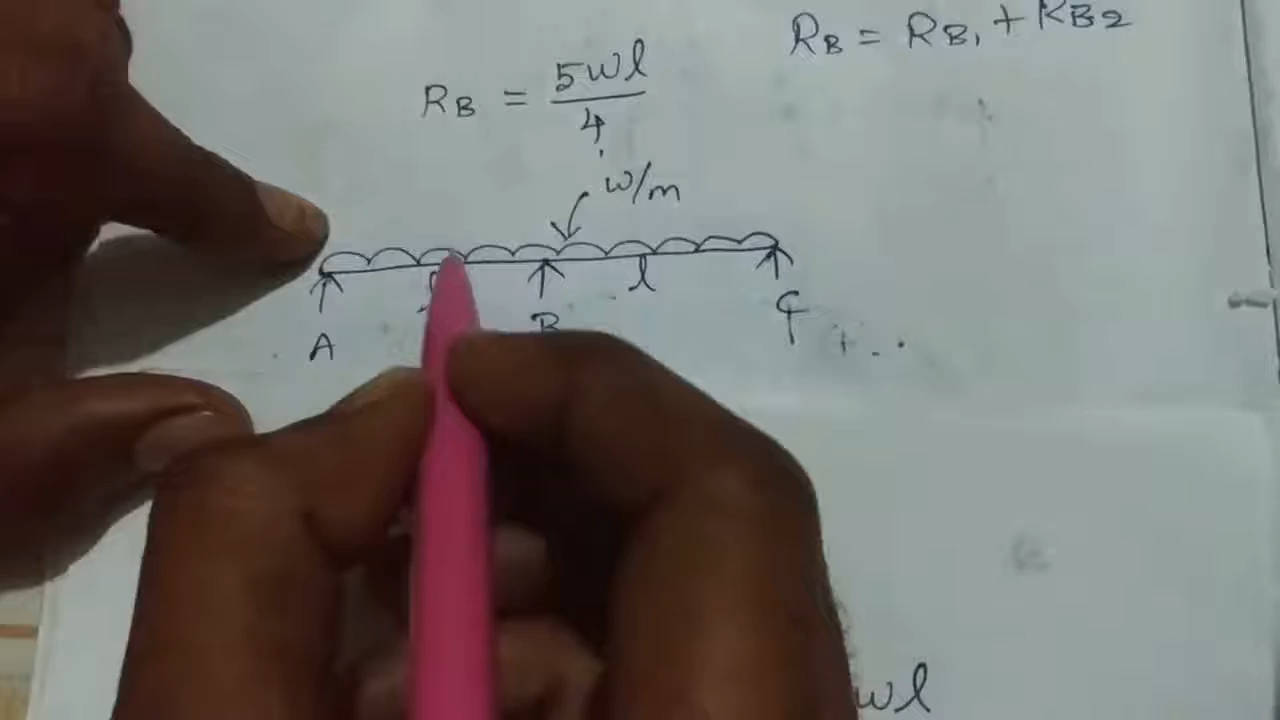 RB = RB1 + RB2
RB = 5wl/4
w/m
l
A B C
wl